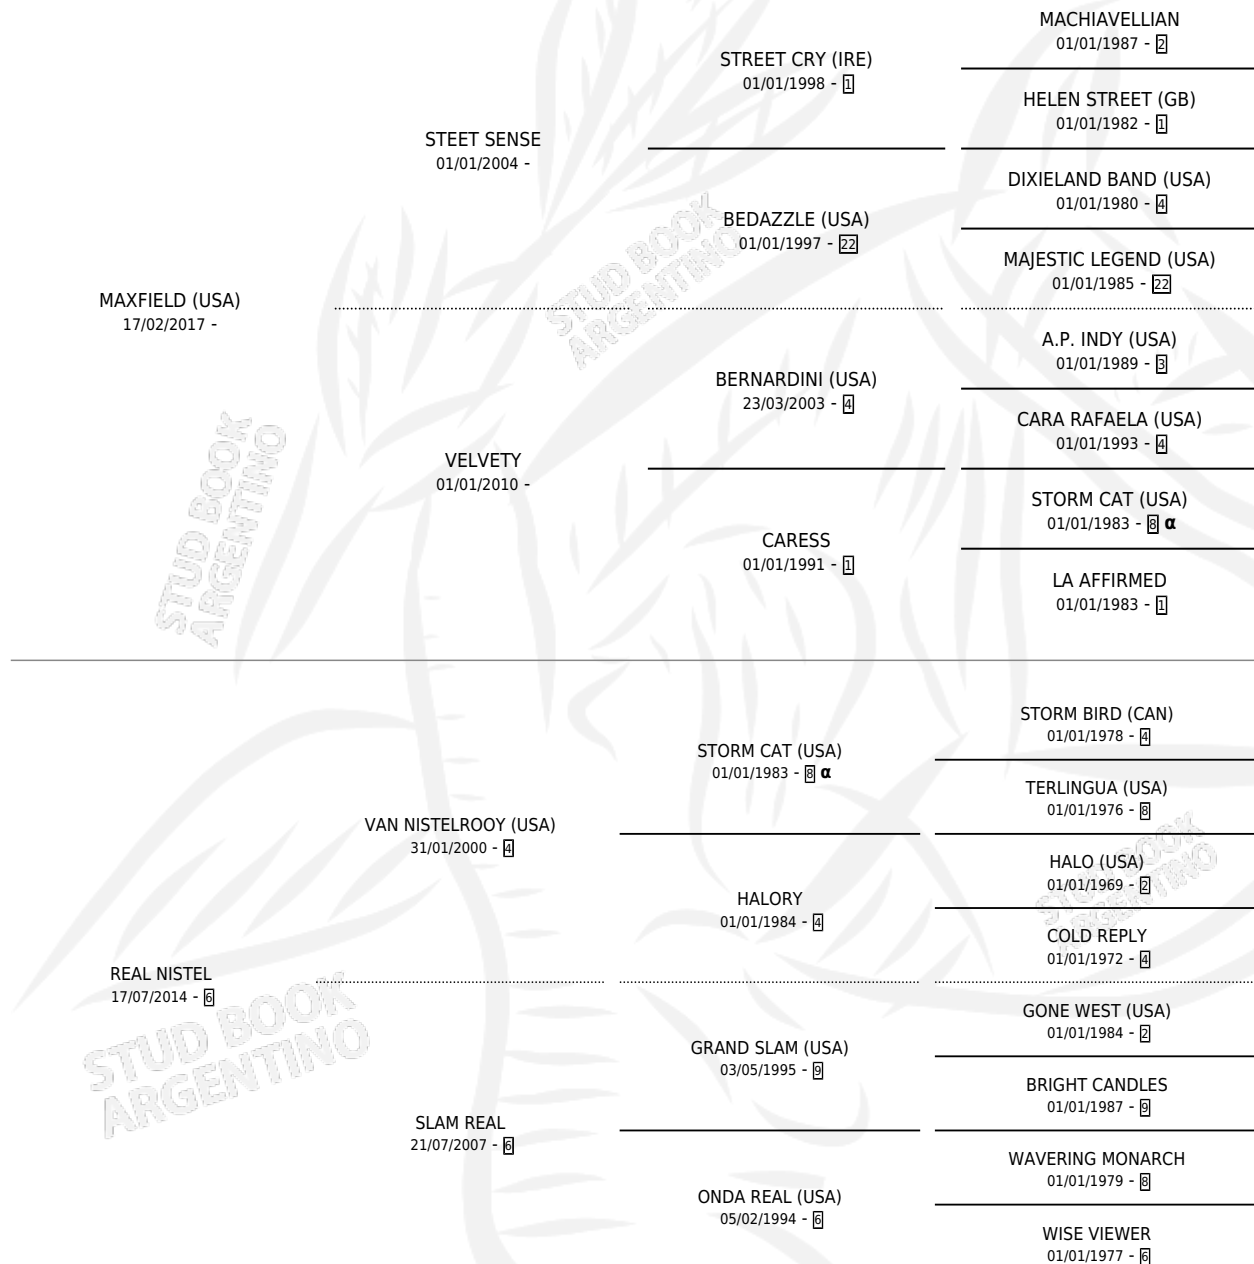 MACHIAVELLIAN
01/01/1987 - 2
STREET CRY (IRE)
01/01/1998 - 1
HELEN STREET (GB)
01/01/1982 - 1
STEET SENSE
01/01/2004 -
DIXIELAND BAND (USA)
01/01/1980 - 4
BEDAZZLE (USA)
01/01/1997 - 22
MAJESTIC LEGEND (USA)
01/01/1985 - 22
STUD BOOK
ARGENTINO
MAXFIELD (USA)
17/02/2017 -
A.P. INDY (USA)
01/01/1989 - 3
BERNARDINI (USA)
23/03/2003 - 4
CARA RAFAELA (USA)
01/01/1993 - 4
VELVETY
01/01/2010 -
STORM CAT (USA)
01/01/1983 - 8 α
CARESS
01/01/1991 - 1
LA AFFIRMED
01/01/1983 - 1
STUD BOOK
ARGENTINO
STORM BIRD (CAN)
01/01/1978 - 4
STORM CAT (USA)
01/01/1983 - 8 α
TERLINGUA (USA)
01/01/1976 - 8
VAN NISTELROOY (USA)
31/01/2000 - 4
HALO (USA)
01/01/1969 - 2
STUD BOOK
ARGENTINO
HALORY
01/01/1984 - 4
COLD REPLY
01/01/1972 - 4
REAL NISTEL
17/07/2014 - 6
STUD BOOK
ARGENTINO
GONE WEST (USA)
01/01/1984 - 2
GRAND SLAM (USA)
03/05/1995 - 9
BRIGHT CANDLES
01/01/1987 - 9
SLAM REAL
21/07/2007 - 6
WAVERING MONARCH
01/01/1979 - 8
ONDA REAL (USA)
05/02/1994 - 6
WISE VIEWER
01/01/1977 - 6